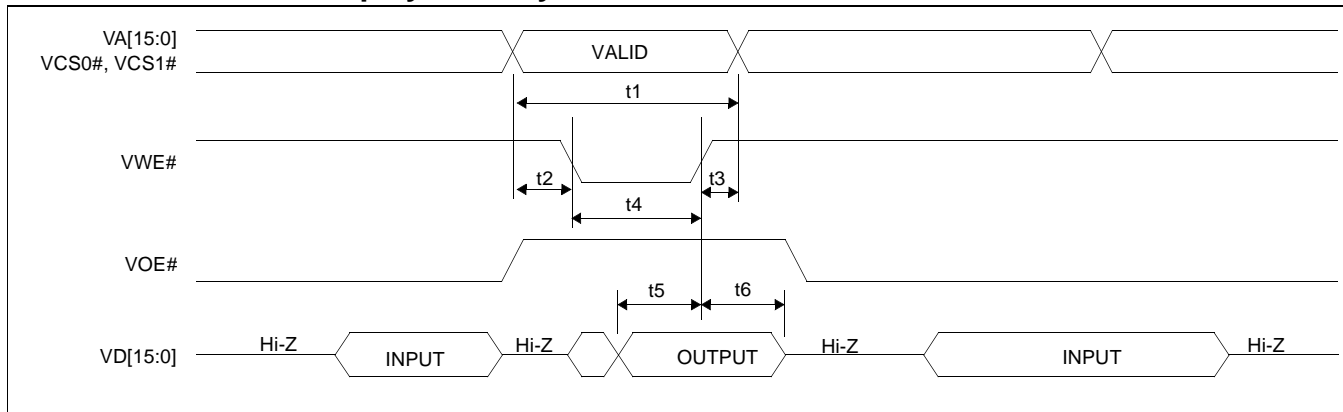 VA[15:0]
VCS0#, VCS1#
VALID
t1
VWE#
t2
t3
t4
VOE#
t5
t6
VD[15:0]
Hi-Z
INPUT
Hi-Z
OUTPUT
Hi-Z
INPUT
Hi-Z